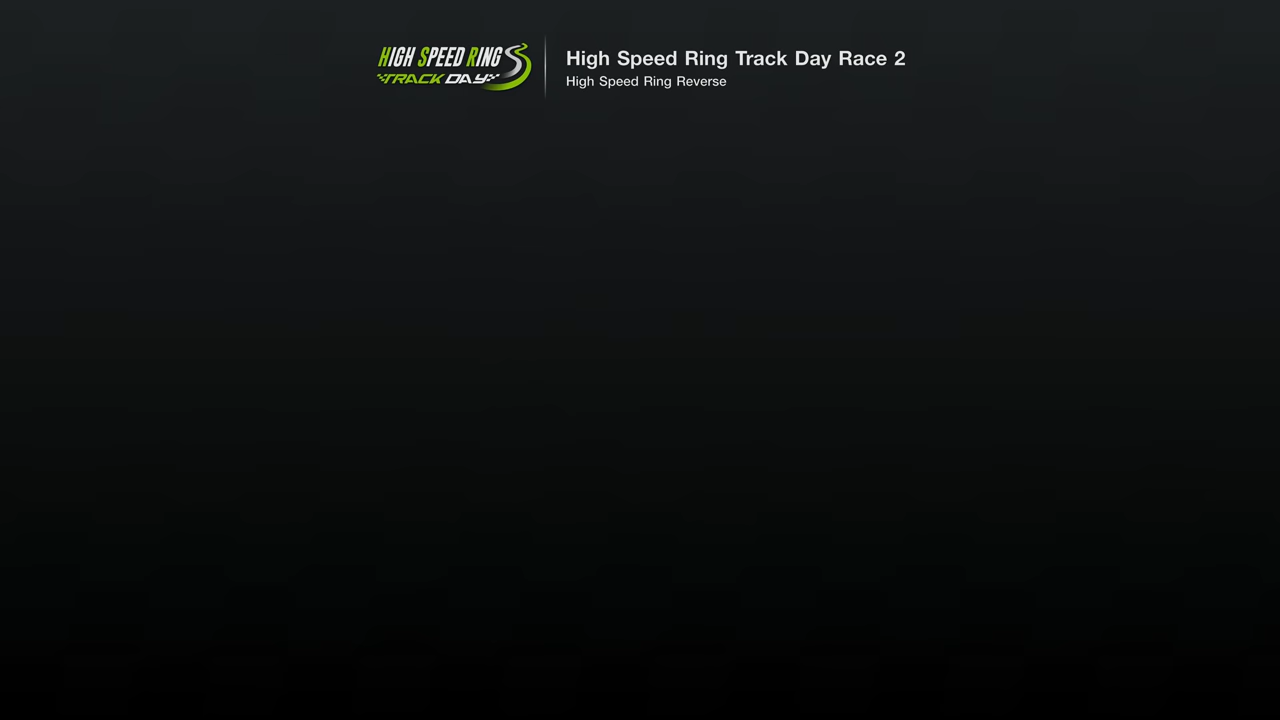 HIGH SPEED RING
TRACK DAY
High Speed Ring Track Day Race 2
High Speed Ring Reverse